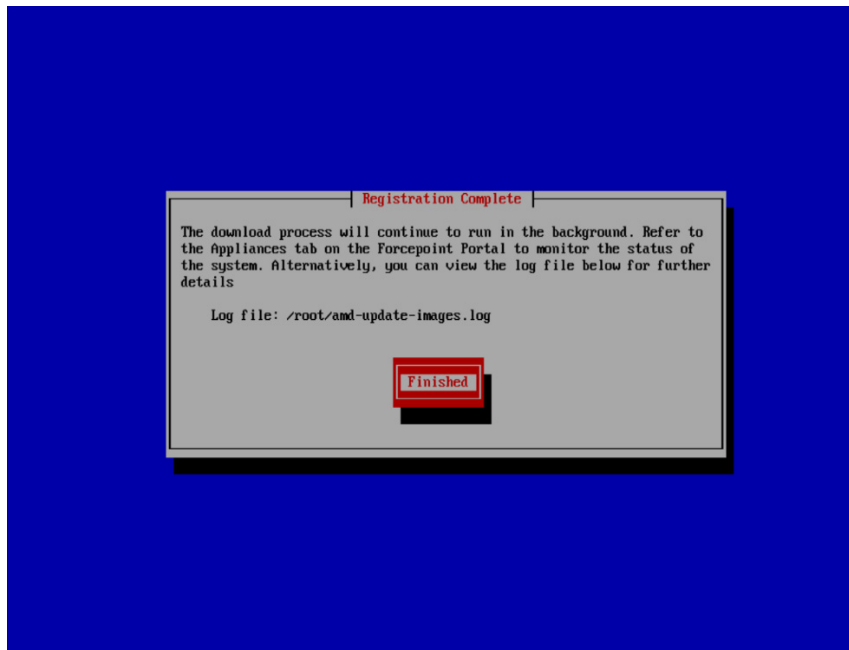 Registration Complete
The download process will continue to run in the background. Refer to
the Appliances tab on the Forcepoint Portal to monitor the status of
the system. Alternatively, you can view the log file below for further
details
Log file: /root/amd-update-images.log
Finished